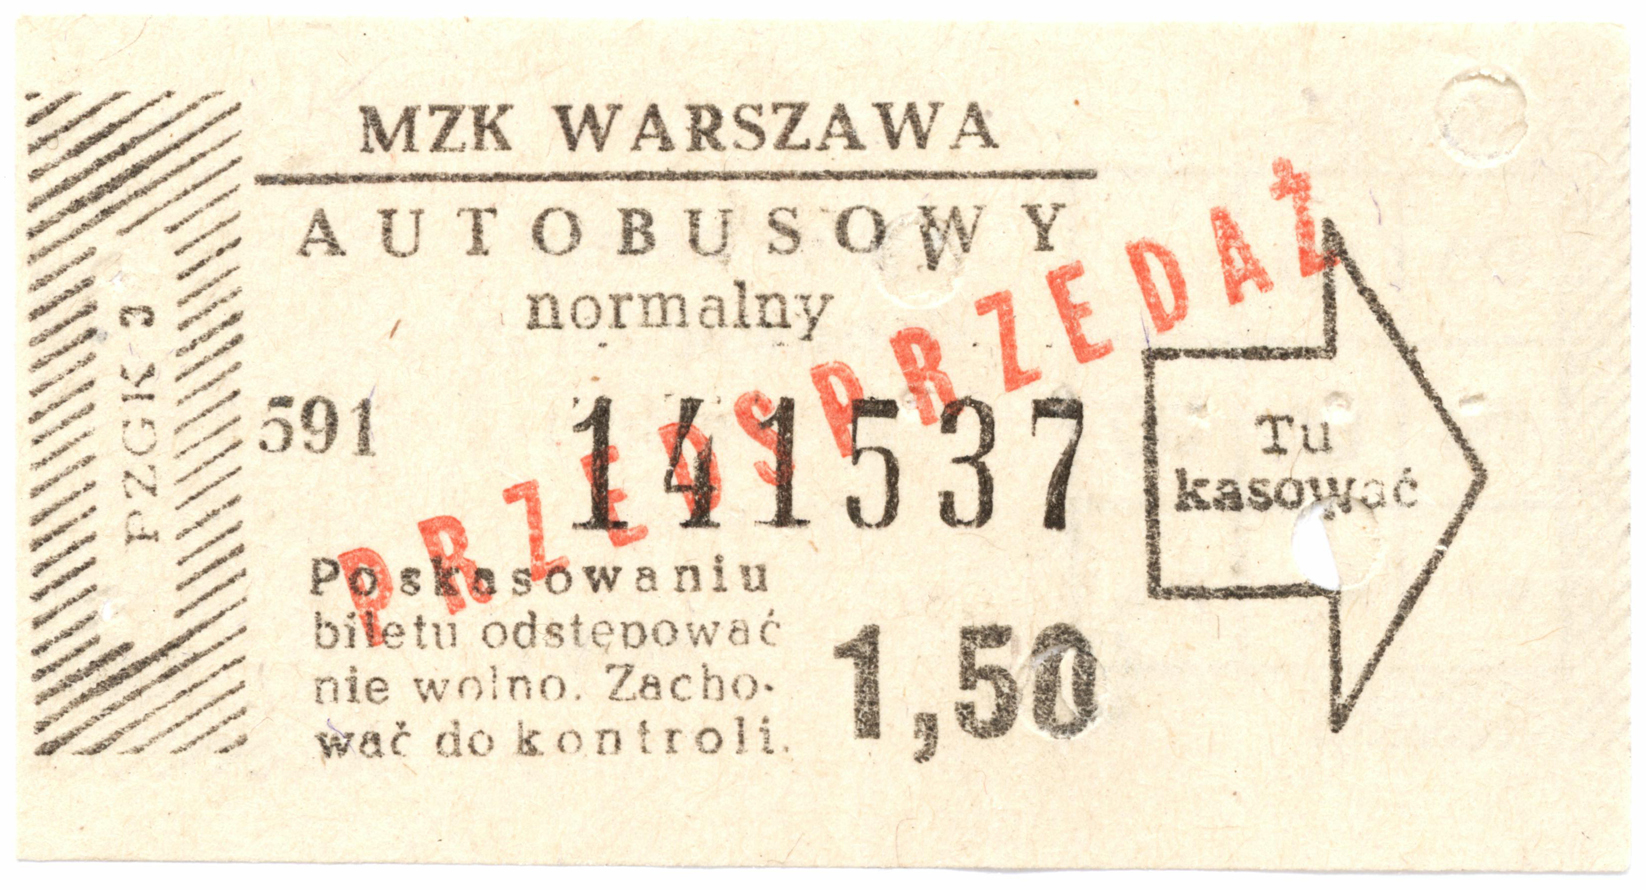 MZK WARSZAWA
AUTOBUSOWY
normalny
591 141537
PRZEDSPRZEDAŻ
Po skasowaniu
biletu odstępować
nie wolno. Zacho-
wać do kontroli.
1,50
Tu
kasować
PZGK 3